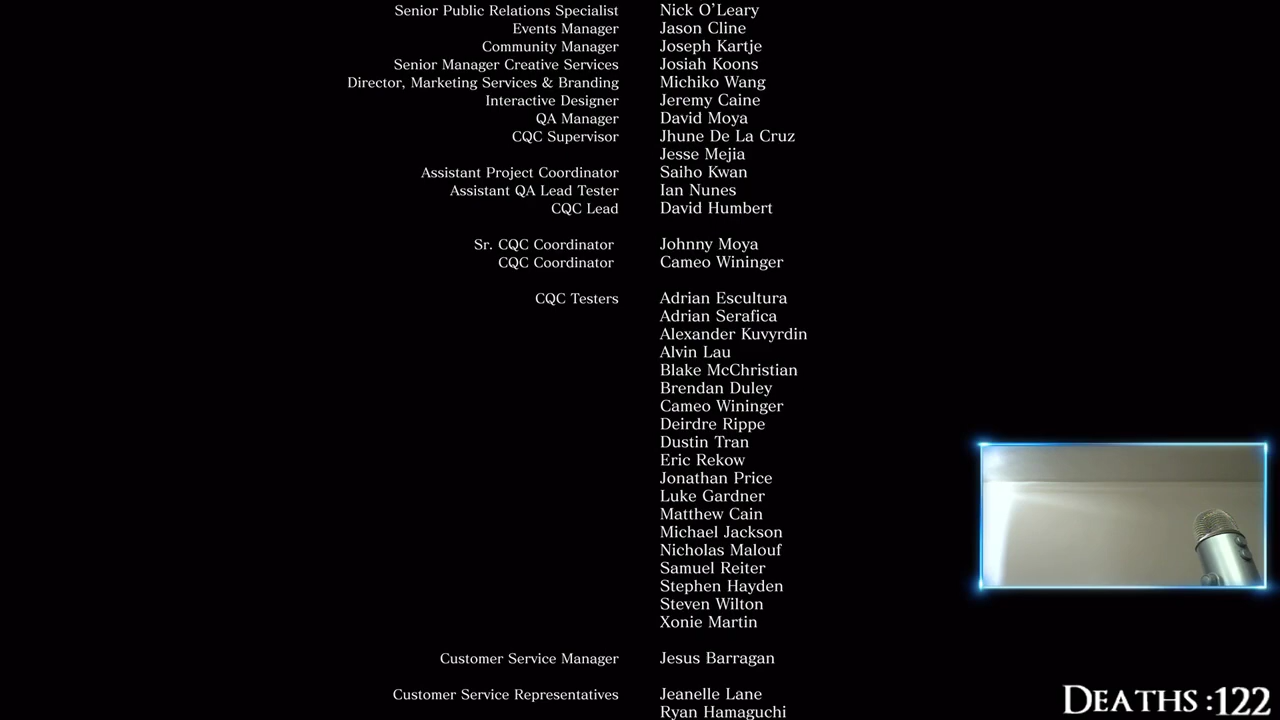 Senior Public Relations Specialist Nick O'Leary
Events Manager Jason Cline
Community Manager Joseph Kartje
Senior Manager Creative Services Josiah Koons
Director, Marketing Services & Branding Michiko Wang
Interactive Designer Jeremy Caine
QA Manager David Moya
CQC Supervisor Jhune De La Cruz
Jesse Mejia
Assistant Project Coordinator Saiho Kwan
Assistant QA Lead Tester Ian Nunes
CQC Lead David Humbert
Sr. CQC Coordinator Johnny Moya
CQC Coordinator Cameo Wininger
CQC Testers Adrian Escultura
Adrian Serafica
Alexander Kuvyrdin
Alvin Lau
Blake McChristian
Brendan Duley
Cameo Wininger
Deirdre Rippe
Dustin Tran
Eric Rekow
Jonathan Price
Luke Gardner
Matthew Cain
Michael Jackson
Nicholas Malouf
Samuel Reiter
Stephen Hayden
Steven Wilton
Xonie Martin
Customer Service Manager Jesus Barragan
Customer Service Representatives Jeanelle Lane
Ryan Hamaguchi
DEATHS :122